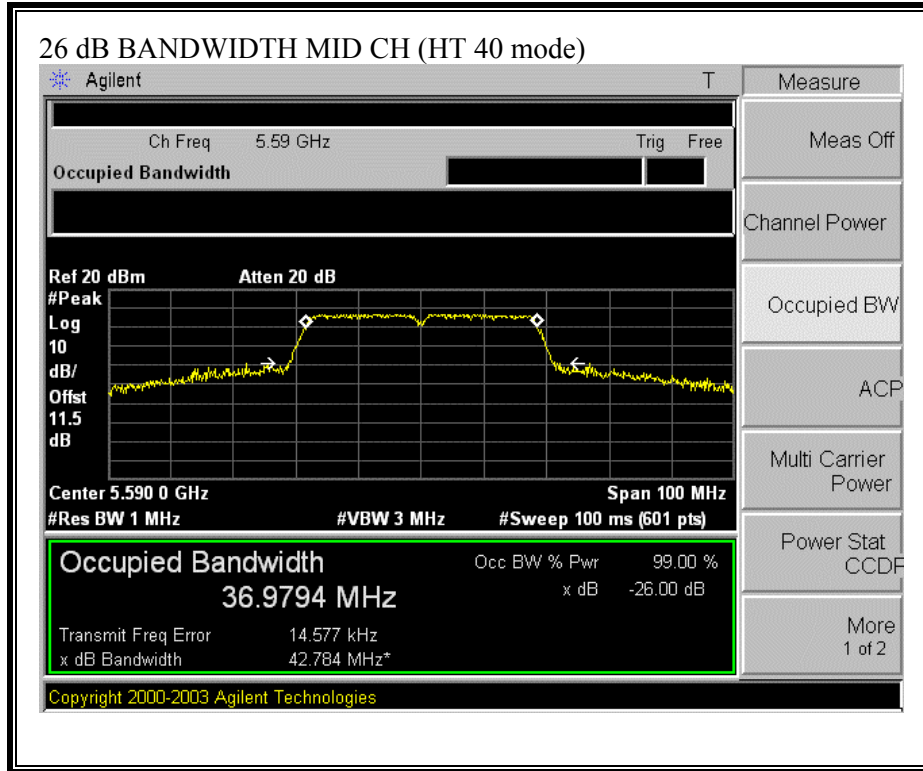 26 dB BANDWIDTH MID CH (HT 40 mode)
Agilent T
Measure
Ch Freq 5.59 GHz Trig Free
Occupied Bandwidth
Meas Off
Channel Power
Occupied BW
ACP
Multi Carrier
Power
Power Stat
CCDF
More
1 of 2
Ref 20 dBm Atten 20 dB
#Peak
Log
10
dB/
Offst
11.5
dB
Center 5.590 0 GHz Span 100 MHz
#Res BW 1 MHz #VBW 3 MHz #Sweep 100 ms (601 pts)
Occupied Bandwidth Occ BW % Pwr 99.00 %
36.9794 MHz x dB -26.00 dB
Transmit Freq Error 14.577 kHz
x dB Bandwidth 42.784 MHz*
Copyright 2000-2003 Agilent Technologies